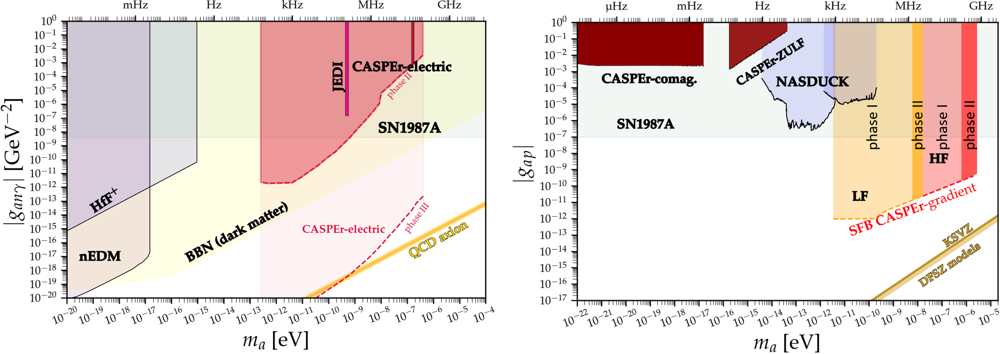 mHz Hz kHz MHz GHz
10⁰
10⁻¹
10⁻²
10⁻³
10⁻⁴
10⁻⁵
10⁻⁶
10⁻⁷
10⁻⁸
10⁻⁹
10⁻¹⁰
10⁻¹¹
10⁻¹²
10⁻¹³
10⁻¹⁴
10⁻¹⁵
10⁻¹⁶
10⁻¹⁷
10⁻¹⁸
10⁻¹⁹
10⁻²⁰
|g_{anγ}| [GeV⁻²]
JEDI
CASPEr-electric
phase II
SN1987A
HfF⁺
nEDM
BBN (dark matter)
CASPEr-electric
phase III
QCD axion
10⁻²⁰ 10⁻¹⁹ 10⁻¹⁸ 10⁻¹⁷ 10⁻¹⁶ 10⁻¹⁵ 10⁻¹⁴ 10⁻¹³ 10⁻¹² 10⁻¹¹ 10⁻¹⁰ 10⁻⁹ 10⁻⁸ 10⁻⁷ 10⁻⁶ 10⁻⁵ 10⁻⁴
mₐ [eV]
μHz mHz Hz kHz MHz GHz
10⁰
10⁻¹
10⁻²
10⁻³
10⁻⁴
10⁻⁵
10⁻⁶
10⁻⁷
10⁻⁸
10⁻⁹
10⁻¹⁰
10⁻¹¹
10⁻¹²
10⁻¹³
10⁻¹⁴
10⁻¹⁵
10⁻¹⁶
10⁻¹⁷
|g_{ap}|
CASPEr-comag.
CASPEr-ZULF
NASDUCK
SN1987A
phase I
phase II
phase I
phase II
HF
LF
SFB CASPEr-gradient
KSVZ
DFSZ models
10⁻²² 10⁻²¹ 10⁻²⁰ 10⁻¹⁹ 10⁻¹⁸ 10⁻¹⁷ 10⁻¹⁶ 10⁻¹⁵ 10⁻¹⁴ 10⁻¹³ 10⁻¹² 10⁻¹¹ 10⁻¹⁰ 10⁻⁹ 10⁻⁸ 10⁻⁷ 10⁻⁶ 10⁻⁵
mₐ [eV]